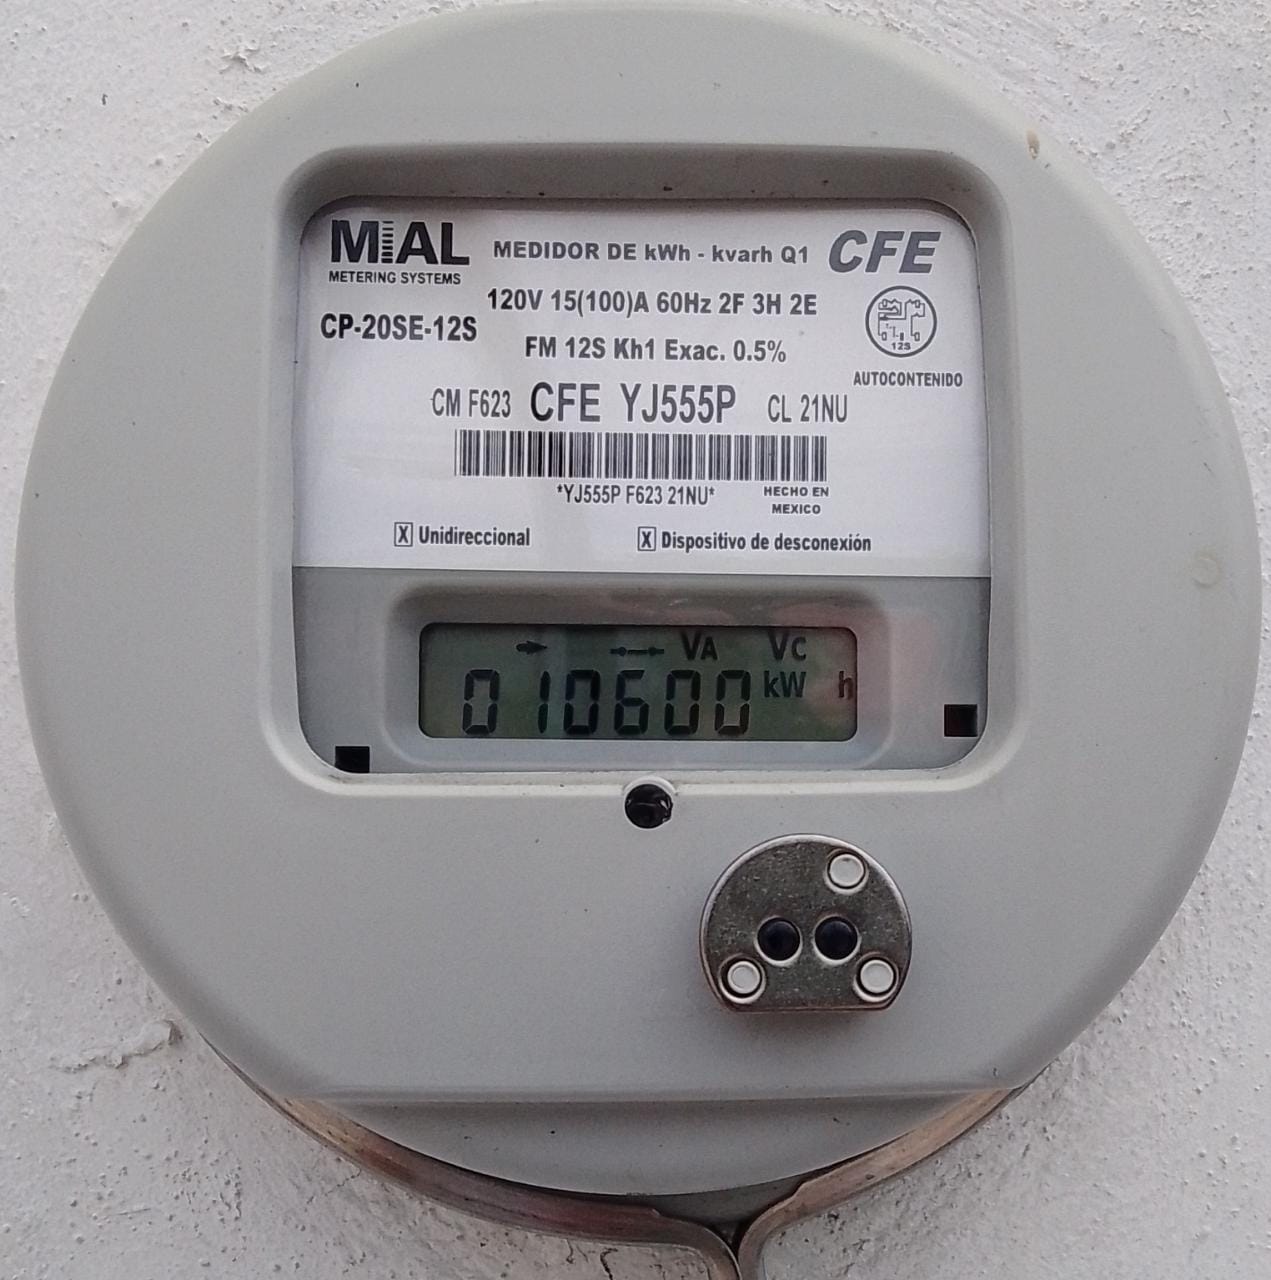 MIAL
METERING SYSTEMS
MEDIDOR DE kWh - kvarh Q1
CFE
120V 15(100)A 60Hz 2F 3H 2E
CP-20SE-12S
FM 12S Kh1 Exac. 0.5%
12S
AUTOCONTENIDO
CM F623 CFE YJ555P CL 21NU
*YJ555P F623 21NU*
HECHO EN
MEXICO
X Unidireccional
X Dispositivo de desconexión
VA VC
010600 kW h